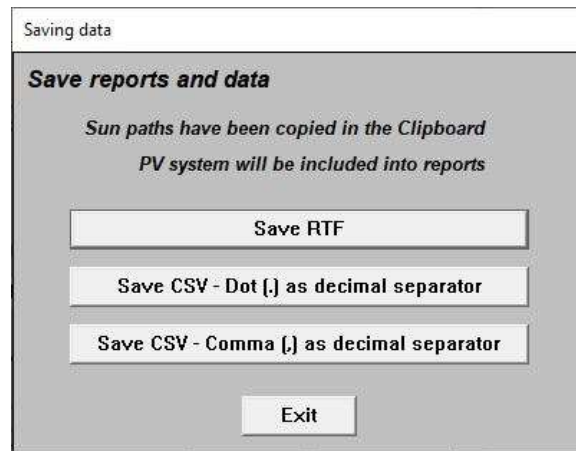 Saving data
Save reports and data
Sun paths have been copied in the Clipboard
PV system will be included into reports
Save RTF
Save CSV - Dot (.) as decimal separator
Save CSV - Comma (,) as decimal separator
Exit